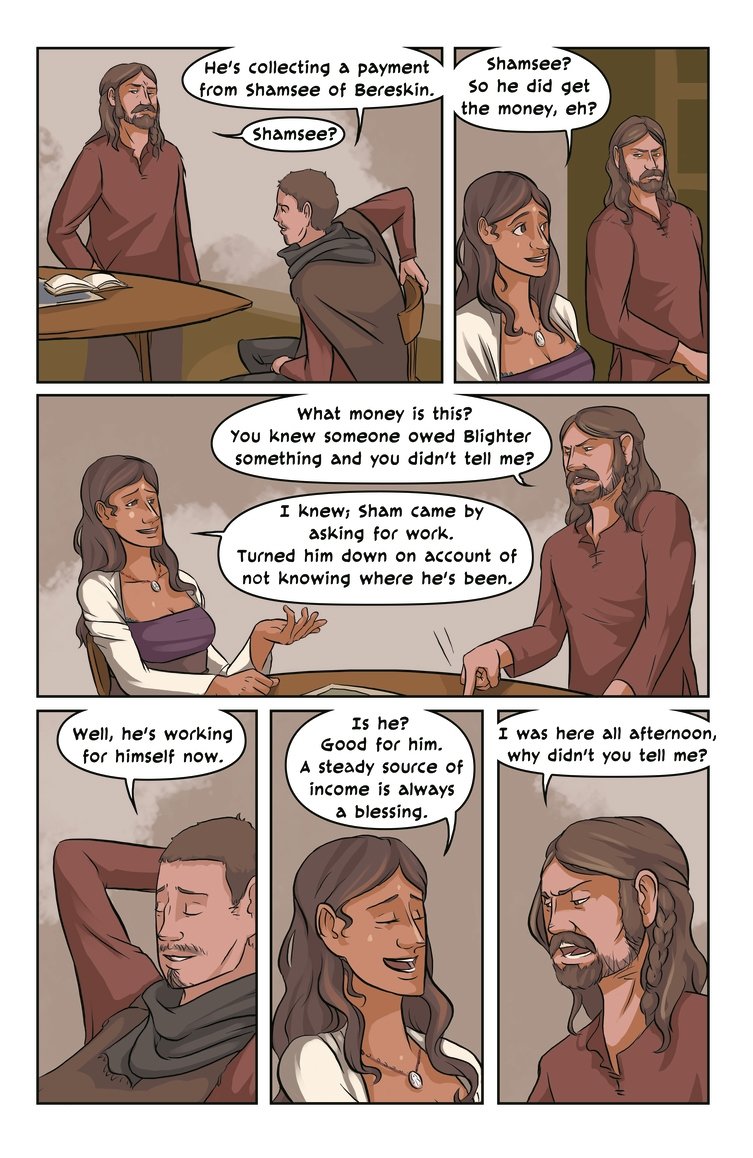 He's collecting a payment
from Shamsee of Bereskin.
Shamsee?
Shamsee?
So he did get
the money, eh?
What money is this?
You knew someone owed Blighter
something and you didn't tell me?
I knew; Sham came by
asking for work.
Turned him down on account of
not knowing where he's been.
Well, he's working
for himself now.
Is he?
Good for him.
A steady source of
income is always
a blessing.
I was here all afternoon,
why didn't you tell me?